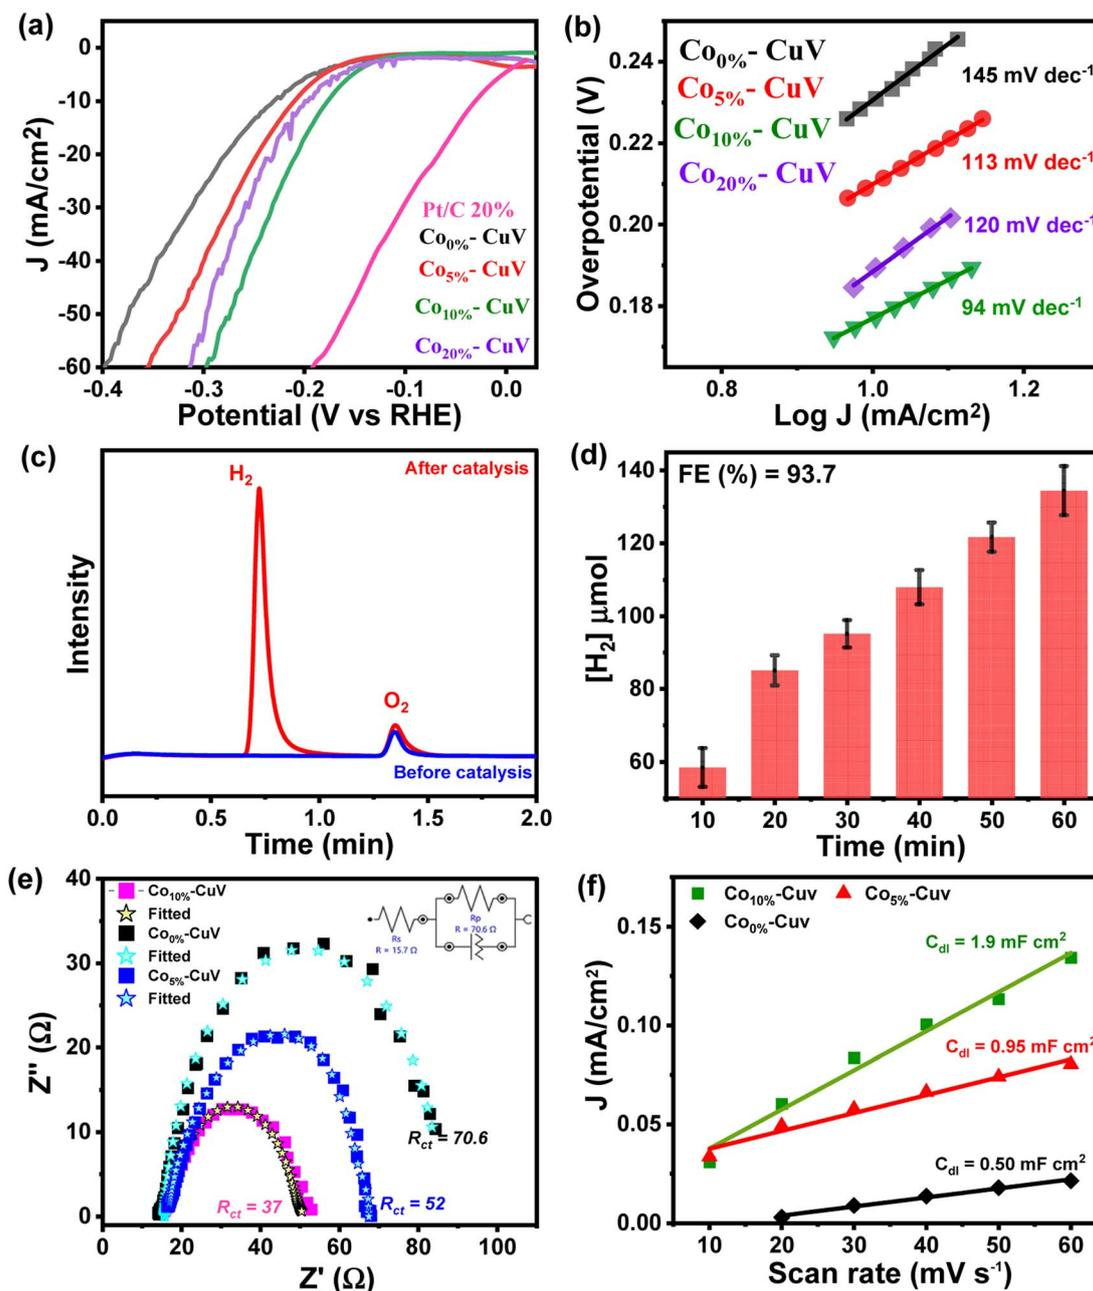 (a)
0
-10
-20
-30
-40
-50
-60
J (mA/cm²)
Pt/C 20%
Co0%- CuV
Co5%- CuV
Co10%- CuV
Co20%- CuV
-0.4 -0.3 -0.2 -0.1 0.0
Potential (V vs RHE)
(b)
0.24
0.22
0.20
0.18
Overpotential (V)
Co0%- CuV
Co5%- CuV
Co10%- CuV
Co20%- CuV
145 mV dec⁻¹
113 mV dec⁻¹
120 mV dec⁻¹
94 mV dec⁻¹
0.8 1.0 1.2
Log J (mA/cm²)
(c)
Intensity
H₂
After catalysis
O₂
Before catalysis
0.0 0.5 1.0 1.5 2.0
Time (min)
(d)
140
120
100
80
60
[H₂] μmol
FE (%) = 93.7
10 20 30 40 50 60
Time (min)
(e)
40
30
20
10
0
Z'' (Ω)
Co10%-CuV
Fitted
Co0%-CuV
Fitted
Co5%-CuV
Fitted
Rs
R = 15.7 Ω
Rp
R = 70.6 Ω
Rct = 70.6
Rct = 37
Rct = 52
0 20 40 60 80 100
Z' (Ω)
(f)
0.15
0.10
0.05
0.00
J (mA/cm²)
Co10%-Cuv Co5%-Cuv
Co0%-Cuv
Cdl = 1.9 mF cm²
Cdl = 0.95 mF cm²
Cdl = 0.50 mF cm²
10 20 30 40 50 60
Scan rate (mV s⁻¹)